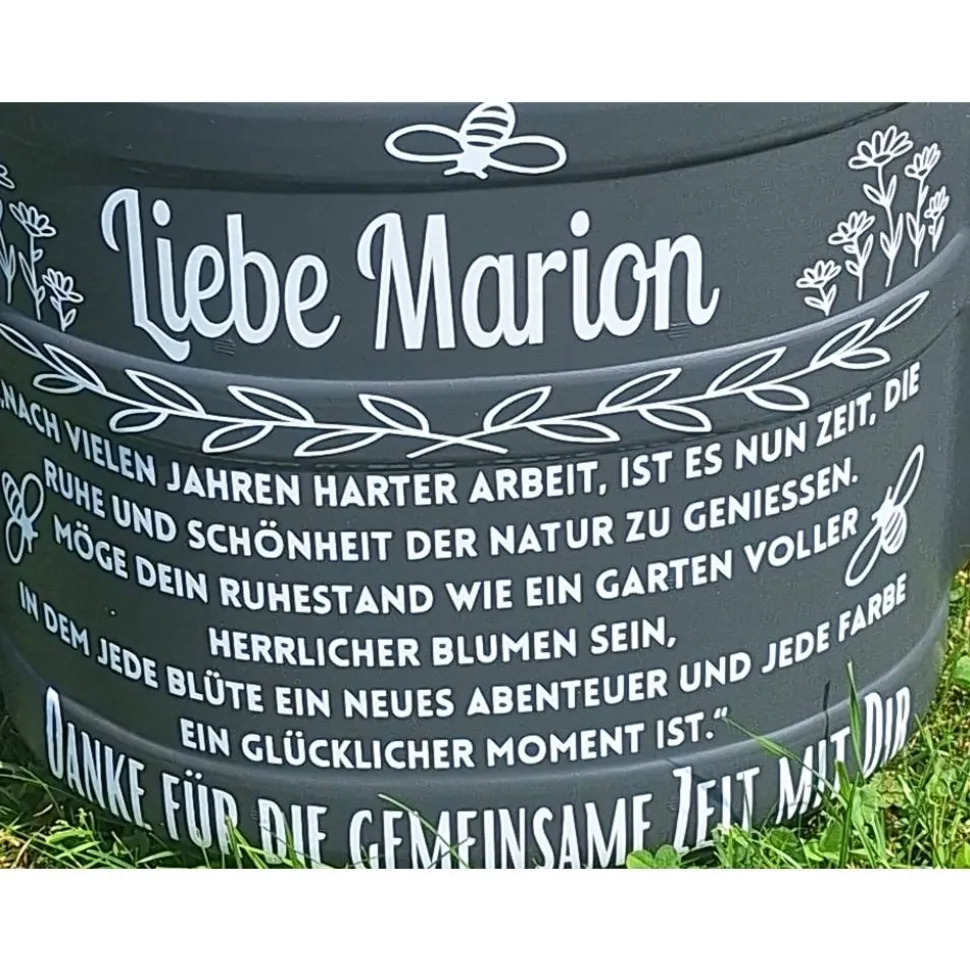 Liebe Marion
„NACH VIELEN JAHREN HARTER ARBEIT, IST ES NUN ZEIT, DIE
RUHE UND SCHÖNHEIT DER NATUR ZU GENIESSEN.
MÖGE DEIN RUHESTAND WIE EIN GARTEN VOLLER
HERRLICHER BLUMEN SEIN,
IN DEM JEDE BLÜTE EIN NEUES ABENTEUER UND JEDE FARBE
EIN GLÜCKLICHER MOMENT IST.“
DANKE FÜR DIE GEMEINSAME ZEIT MIT DIR